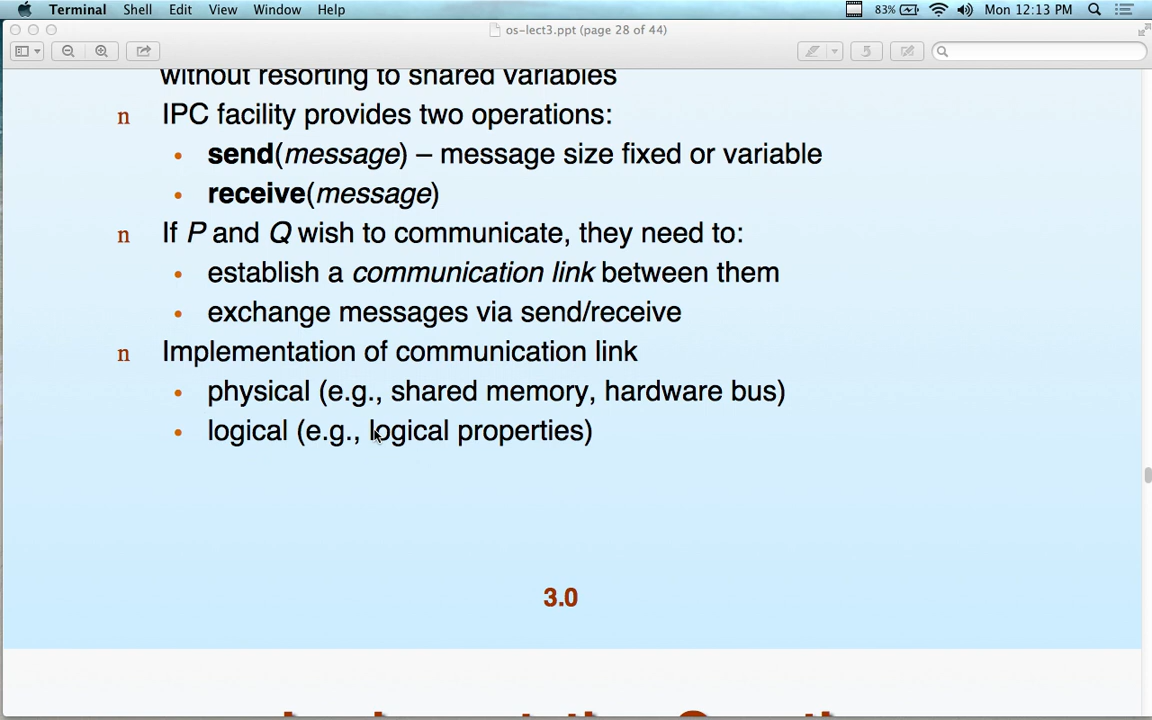 Terminal Shell Edit View Window Help 83% Mon 12:13 PM
os-lect3.ppt (page 28 of 44)
without resorting to shared variables
n IPC facility provides two operations:
• send(message) – message size fixed or variable
• receive(message)
n If P and Q wish to communicate, they need to:
• establish a communication link between them
• exchange messages via send/receive
n Implementation of communication link
• physical (e.g., shared memory, hardware bus)
• logical (e.g., logical properties)
3.0